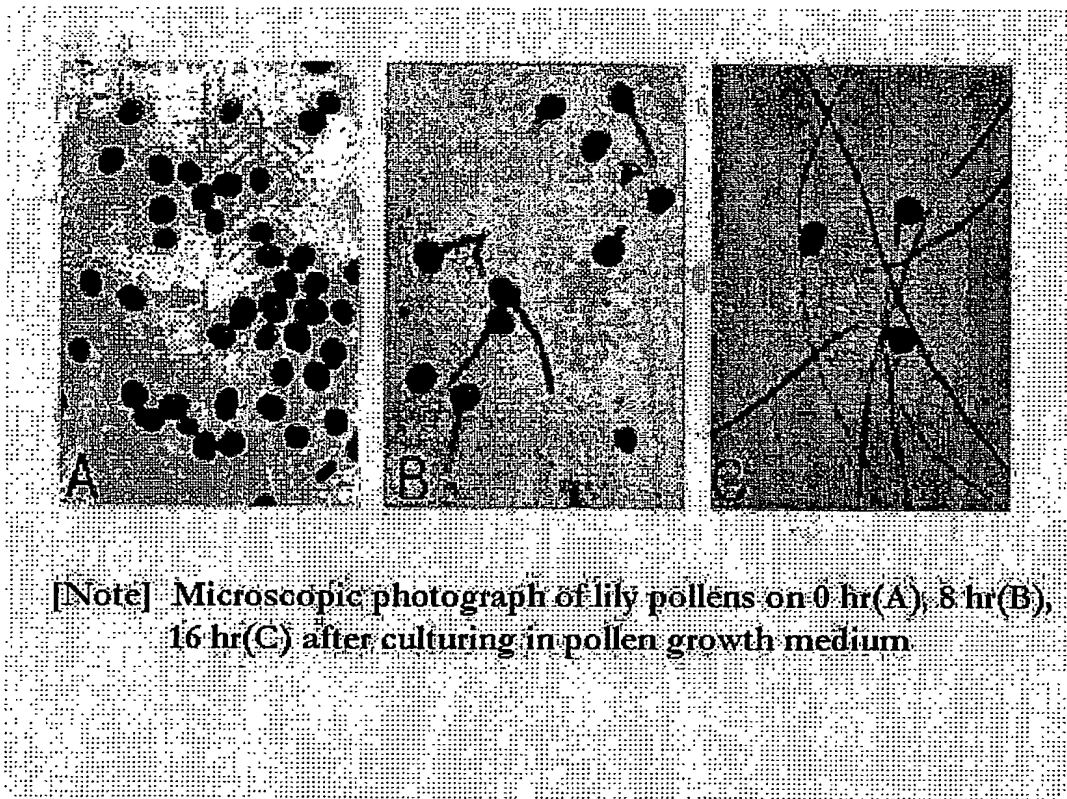 A
B
C
[Note] Microscopic photograph of lily pollens on 0 hr(A), 8 hr(B),
16 hr(C) after culturing in pollen growth medium